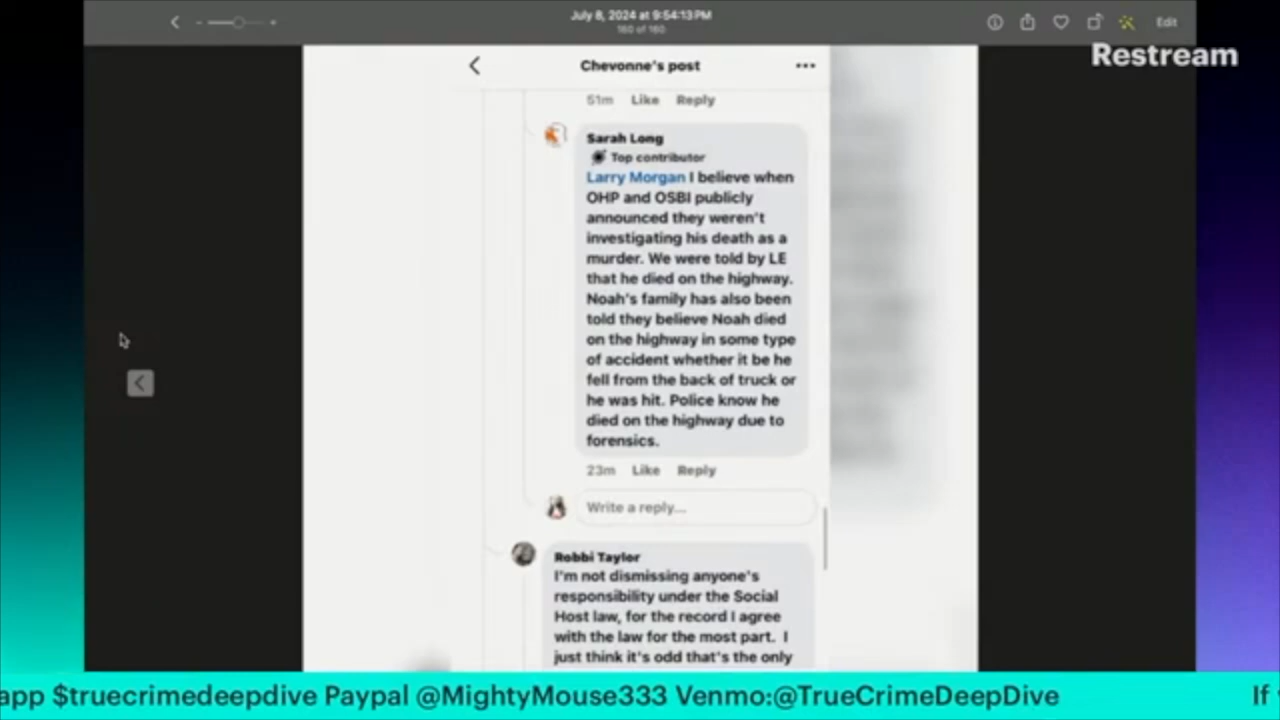 July 8, 2024 at 9:54:13 PM
160 of 160
Edit
Restream
Chevonne's post
51m Like Reply
Sarah Long
Top contributor
Larry Morgan I believe when
OHP and OSBI publicly
announced they weren't
investigating his death as a
murder. We were told by LE
that he died on the highway.
Noah's family has also been
told they believe Noah died
on the highway in some type
of accident whether it be he
fell from the back of truck or
he was hit. Police know he
died on the highway due to
forensics.
23m Like Reply
Write a reply...
Robbi Taylor
I'm not dismissing anyone's
responsibility under the Social
Host law, for the record I agree
with the law for the most part. I
just think it's odd that's the only
app $truecrimedeepdive Paypal @MightyMouse333 Venmo:@TrueCrimeDeepDive If